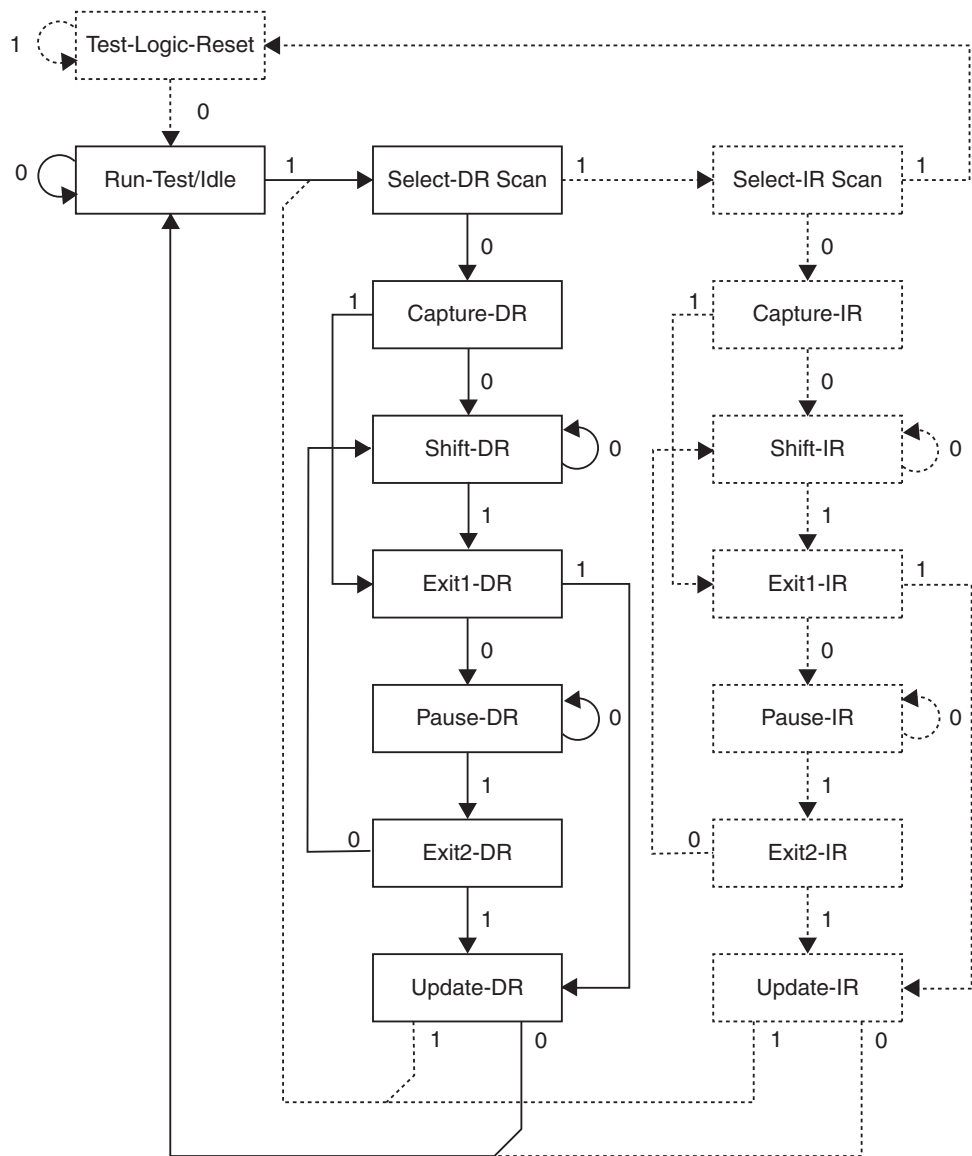 1
Test-Logic-Reset
0
0
Run-Test/Idle
1
Select-DR Scan
1
Select-IR Scan
1
0
0
1
Capture-DR
1
Capture-IR
0
0
Shift-DR
0
Shift-IR
0
1
1
Exit1-DR
1
Exit1-IR
1
0
0
Pause-DR
0
Pause-IR
0
1
1
0
Exit2-DR
0
Exit2-IR
1
1
Update-DR
Update-IR
1
0
1
0